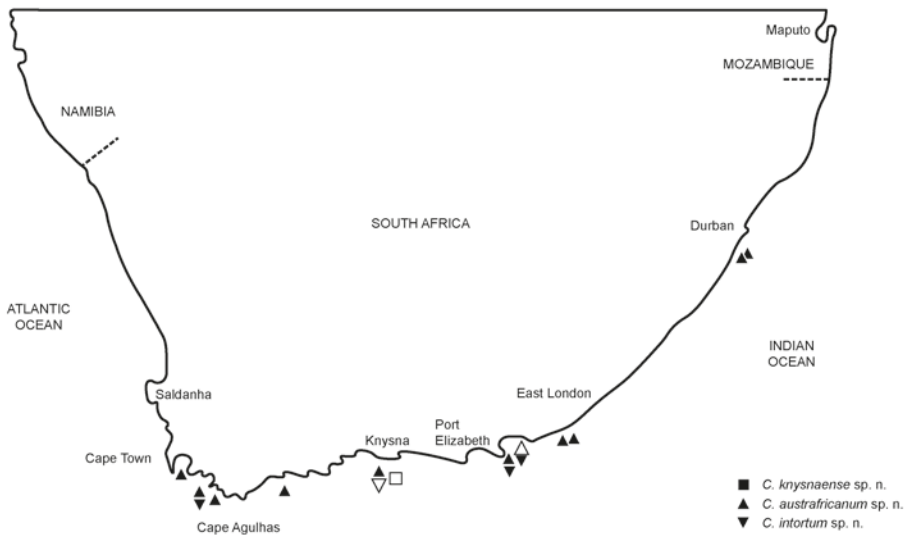 Maputo
MOZAMBIQUE
NAMIBIA
SOUTH AFRICA
Durban
ATLANTIC
OCEAN
INDIAN
OCEAN
Saldanha
East London
Port
Elizabeth
Knysna
Cape Town
Cape Agulhas
C. knysnaense sp. n.
C. austrafricanum sp. n.
C. intortum sp. n.